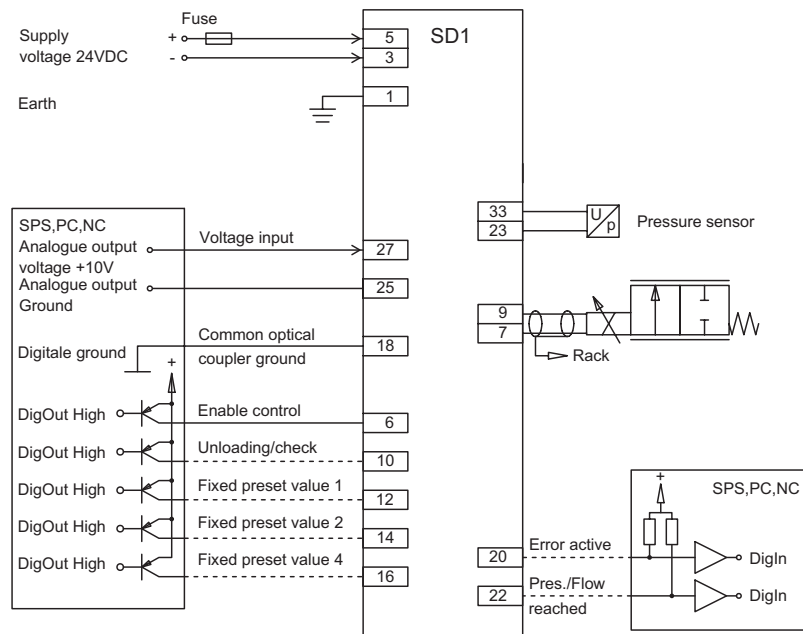 Fuse
Supply
voltage 24VDC
+
-
5
3
SD1
Earth
1
SPS,PC,NC
Analogue output
voltage +10V
Analogue output
Ground
Voltage input
27
25
Digitale ground
Common optical
coupler ground
18
+
DigOut High
Enable control
6
DigOut High
Unloading/check
10
DigOut High
Fixed preset value 1
12
DigOut High
Fixed preset value 2
14
DigOut High
Fixed preset value 4
16
33
23
U
p
Pressure sensor
9
7
Rack
SPS,PC,NC
+
20
Error active
DigIn
22
Pres./Flow
reached
DigIn